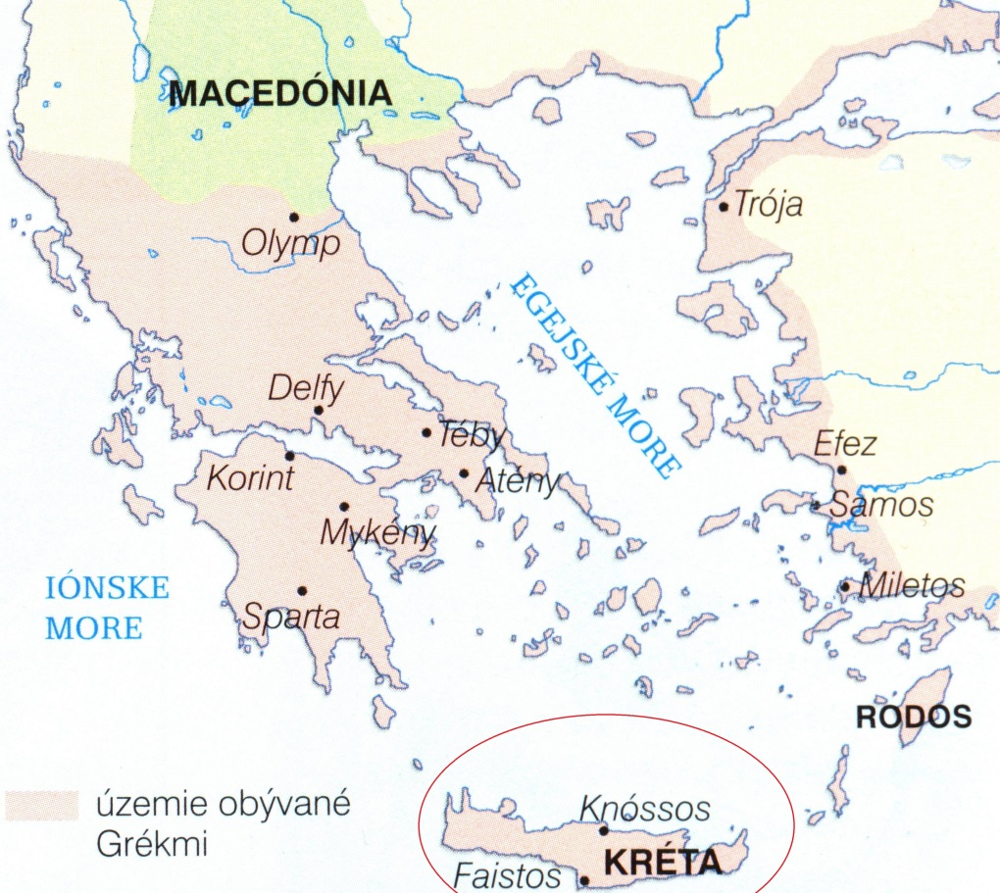 MACEDÓNIA
Trója
Olymp
EGEJSKÉ MORE
Delfy
Téby
Efez
Korint
Atény
Samos
Mykény
IÓNSKE
MORE
Miletos
Sparta
RODOS
územie obývané
Grékmi
Knóssos
KRÉTA
Faistos